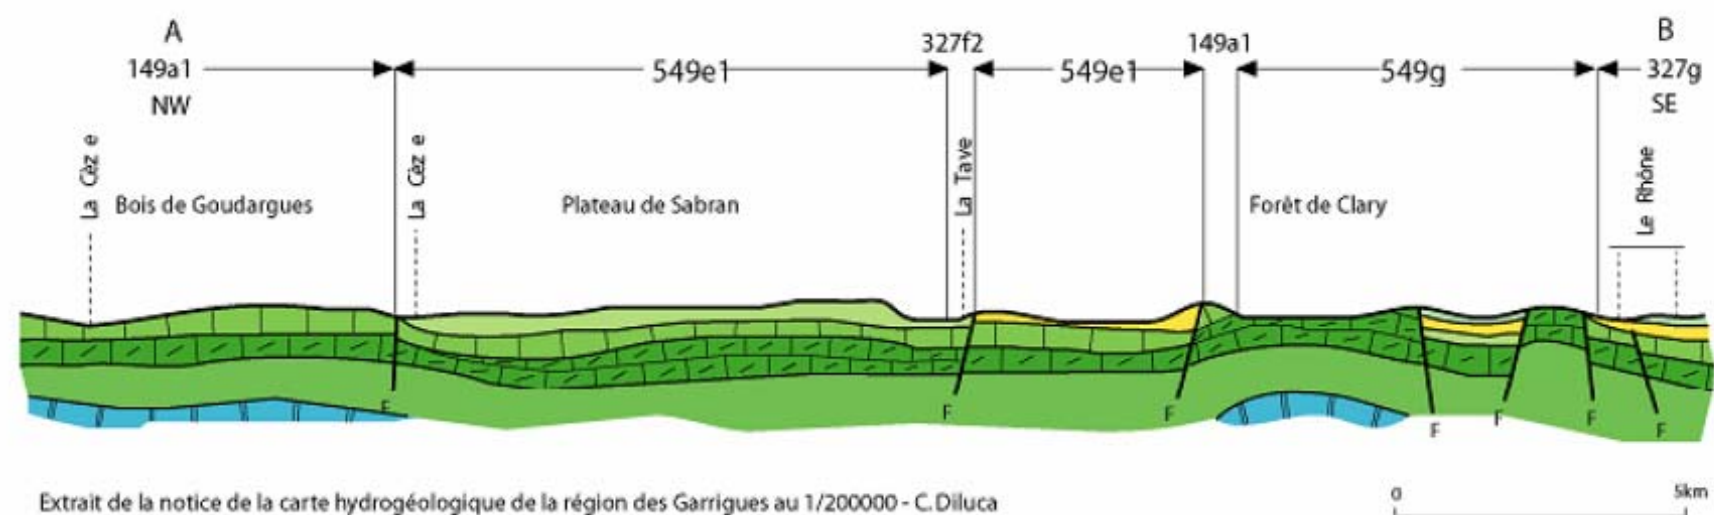 A
B
327f2
149a1
149a1
549e1
549e1
549g
327g
NW
SE
La Cèze
Bois de Goudargues
La Cèze
Plateau de Sabran
La Tave
Forêt de Clary
Le Rhône
F
F
F
F
F
F
F
Extrait de la notice de la carte hydrogéologique de la région des Garrigues au 1/200000 - C.Diluca
0
5km